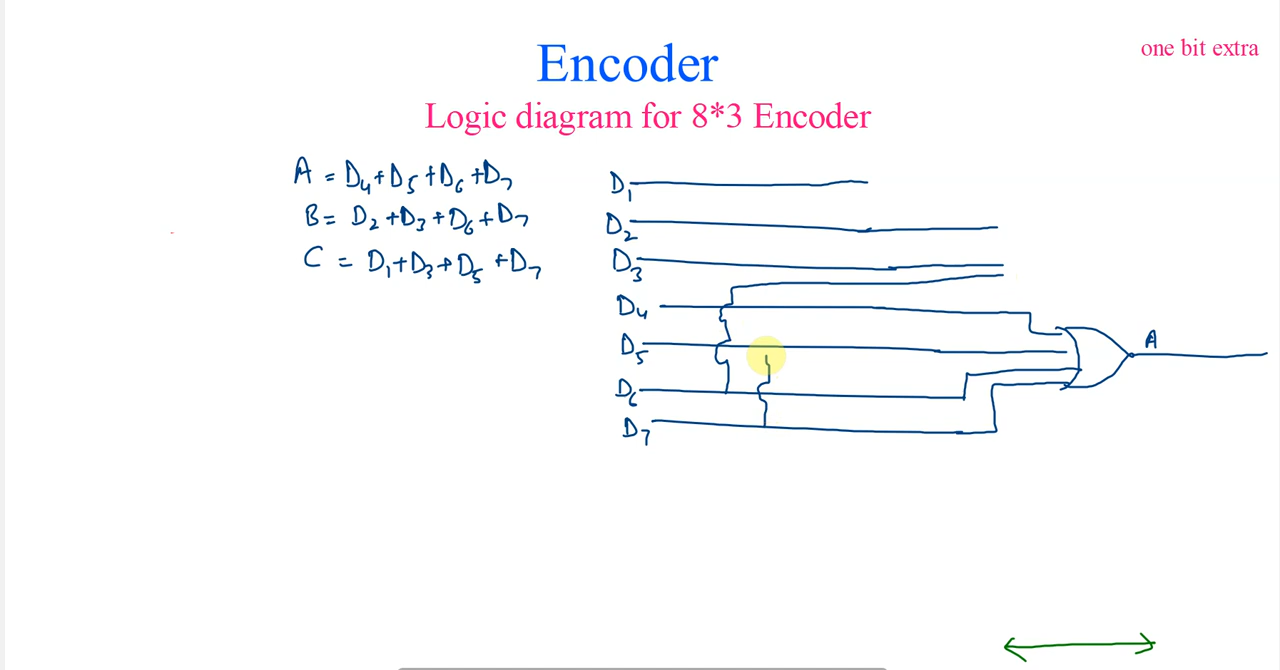 one bit extra
Encoder
Logic diagram for 8*3 Encoder
A = D4+D5+D6+D7
B = D2+D3+D6+D7
C = D1+D3+D5+D7
D1
D2
D3
D4
D5
D6
D7
A